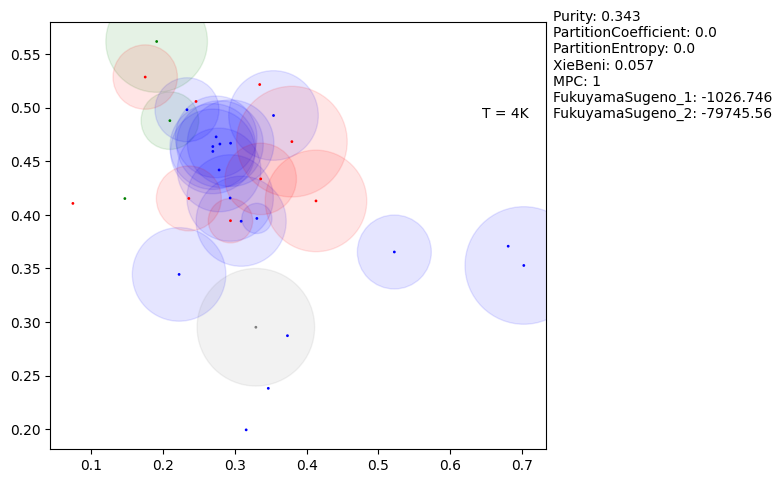 Purity: 0.343
PartitionCoefficient: 0.0
PartitionEntropy: 0.0
XieBeni: 0.057
MPC: 1
FukuyamaSugeno_1: -1026.746
FukuyamaSugeno_2: -79745.56
T = 4K
0.55
0.50
0.45
0.40
0.35
0.30
0.25
0.20
0.1 0.2 0.3 0.4 0.5 0.6 0.7